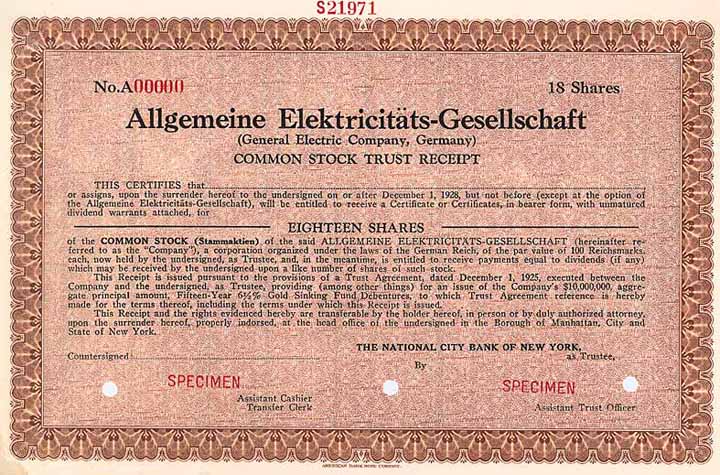 S21971
No.A00000 18 Shares
Allgemeine Elektricitäts-Gesellschaft
(General Electric Company, Germany)
COMMON STOCK TRUST RECEIPT
THIS CERTIFIES that
or assigns, upon the surrender hereof to the undersigned on or after December 1, 1928, but not before (except at the option of
the Allgemeine Elektricitäts-Gesellschaft), will be entitled to receive a Certificate or Certificates, in bearer form, with unmatured
dividend warrants attached, for
EIGHTEEN SHARES
of the COMMON STOCK (Stammaktien) of the said ALLGEMEINE ELEKTRICITÄTS-GESELLSCHAFT (hereinafter re-
ferred to as the "Company"), a corporation organized under the laws of the German Reich, of the par value of 100 Reichsmarks,
each, now held by the undersigned, as Trustee, and, in the meantime, is entitled to receive payments equal to dividends (if any)
which may be received by the undersigned upon a like number of shares of such stock.
This Receipt is issued pursuant to the provisions of a Trust Agreement, dated December 1, 1925, executed between the
Company and the undersigned, as Trustee, providing (among other things) for an issue of the Company's $10,000,000, aggre-
gate principal amount, Fifteen-Year 6½% Gold Sinking Fund Debentures, to which Trust Agreement reference is hereby
made for the terms thereof, including the terms under which this Receipt is issued.
This Receipt and the rights evidenced hereby are transferable by the holder hereof, in person or by duly authorized attorney,
upon the surrender hereof, properly indorsed, at the head office of the undersigned in the Borough of Manhattan, City and
State of New York.
THE NATIONAL CITY BANK OF NEW YORK,
Countersigned: as Trustee,
By
SPECIMEN SPECIMEN
Assistant Cashier
Transfer Clerk Assistant Trust Officer
AMERICAN BANK NOTE COMPANY.